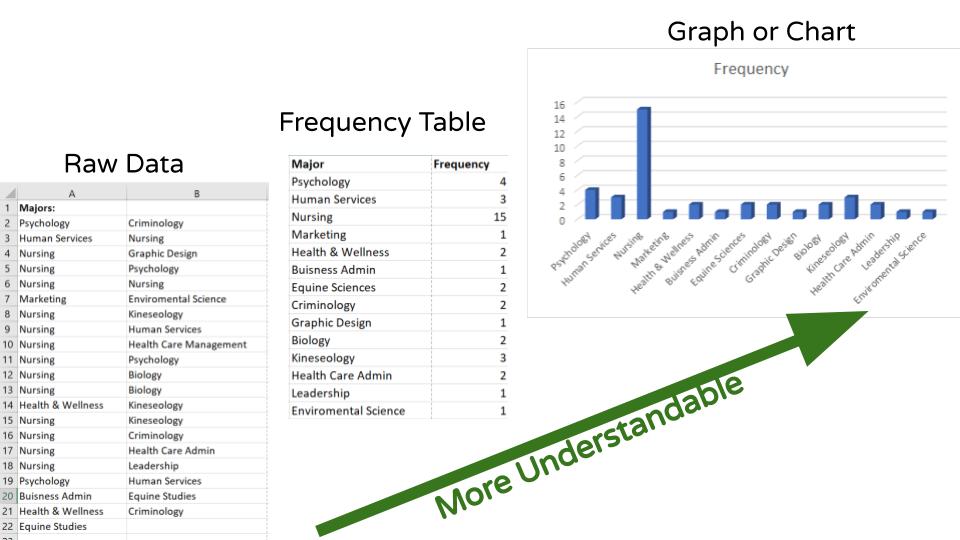 Graph or Chart
Frequency
16
14
12
10
8
6
4
2
0
Psychology
Human Services
Nursing
Marketing
Health & Wellness
Buisness Admin
Equine Sciences
Criminology
Graphic Design
Biology
Kineseology
Health Care Admin
Leadership
Enviromental Science
Frequency Table
Major Frequency
Psychology 4
Human Services 3
Nursing 15
Marketing 1
Health & Wellness 2
Buisness Admin 1
Equine Sciences 2
Criminology 2
Graphic Design 1
Biology 2
Kineseology 3
Health Care Admin 2
Leadership 1
Enviromental Science 1
Raw Data
A B
1 Majors:
2 Psychology Criminology
3 Human Services Nursing
4 Nursing Graphic Design
5 Nursing Psychology
6 Nursing Nursing
7 Marketing Enviromental Science
8 Nursing Kineseology
9 Nursing Human Services
10 Nursing Health Care Management
11 Nursing Psychology
12 Nursing Biology
13 Nursing Biology
14 Health & Wellness Kineseology
15 Nursing Kineseology
16 Nursing Criminology
17 Nursing Health Care Admin
18 Nursing Leadership
19 Psychology Human Services
20 Buisness Admin Equine Studies
21 Health & Wellness Criminology
22 Equine Studies
More Understandable